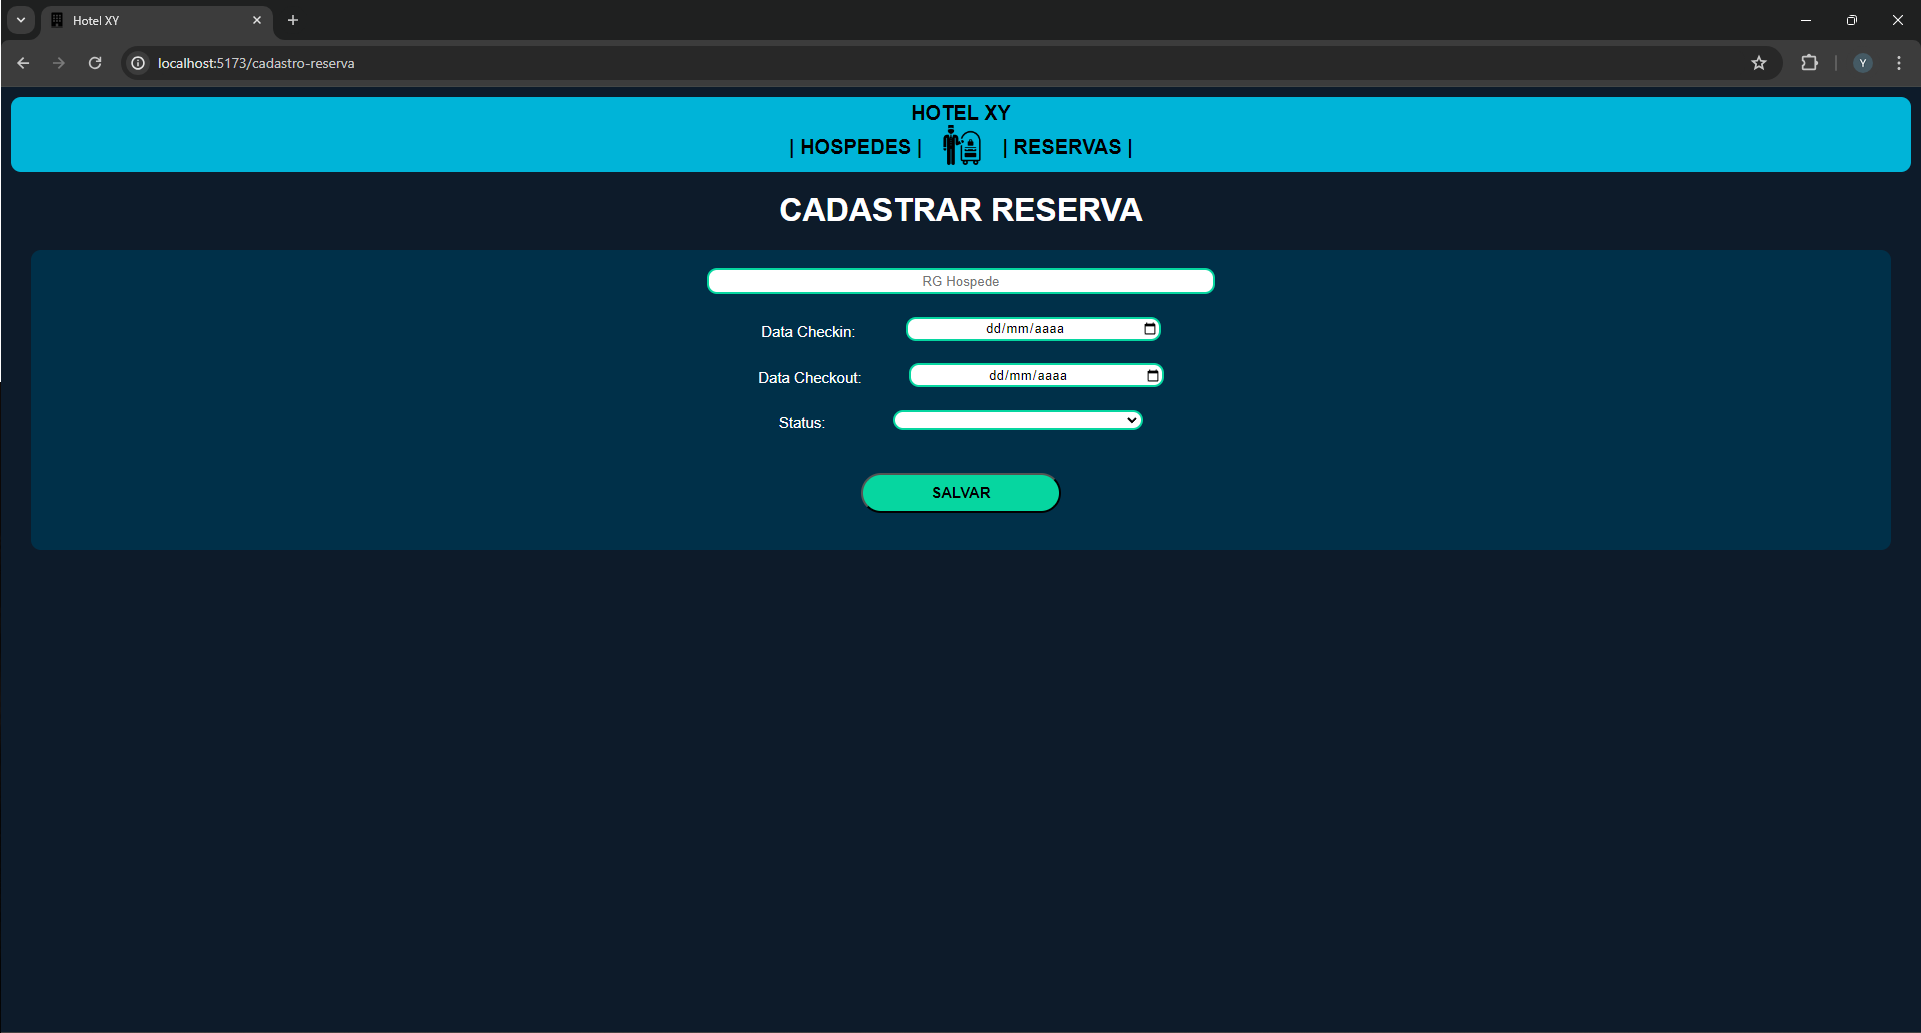 Hotel XY
localhost:5173/cadastro-reserva
Y
HOTEL XY
| HOSPEDES | | RESERVAS |
CADASTRAR RESERVA
RG Hospede
Data Checkin: dd/mm/aaaa
Data Checkout: dd/mm/aaaa
Status:
SALVAR